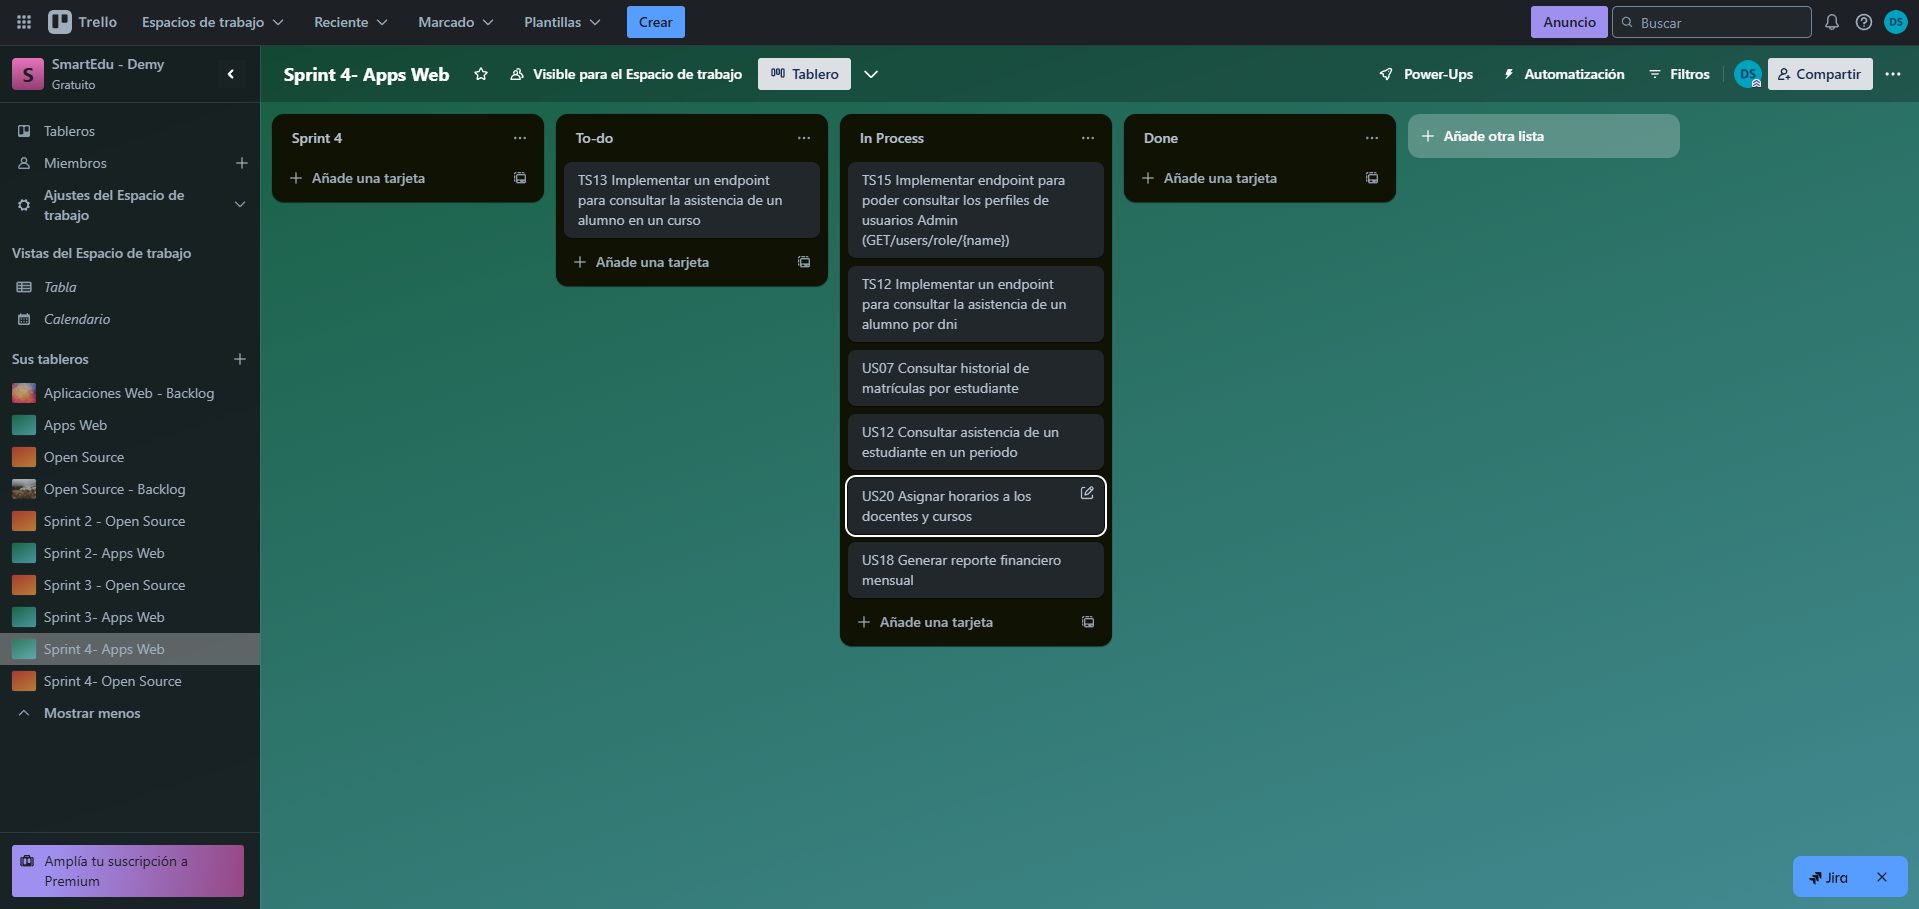 Trello
Espacios de trabajo
Reciente
Marcado
Plantillas
Crear
Anuncio
Buscar
DS
S
SmartEdu - Demy
Gratuito
Sprint 4- Apps Web
Visible para el Espacio de trabajo
Tablero
Power-Ups
Automatización
Filtros
DS
Compartir
Tableros
Miembros
Ajustes del Espacio de
trabajo
Vistas del Espacio de trabajo
Tabla
Calendario
Sus tableros
Aplicaciones Web - Backlog
Apps Web
Open Source
Open Source - Backlog
Sprint 2 - Open Source
Sprint 2- Apps Web
Sprint 3 - Open Source
Sprint 3- Apps Web
Sprint 4- Apps Web
Sprint 4- Open Source
Mostrar menos
Amplía tu suscripción a
Premium
Sprint 4
Añade una tarjeta
To-do
TS13 Implementar un endpoint
para consultar la asistencia de un
alumno en un curso
Añade una tarjeta
In Process
TS15 Implementar endpoint para
poder consultar los perfiles de
usuarios Admin
(GET/users/role/{name})
TS12 Implementar un endpoint
para consultar la asistencia de un
alumno por dni
US07 Consultar historial de
matrículas por estudiante
US12 Consultar asistencia de un
estudiante en un periodo
US20 Asignar horarios a los
docentes y cursos
US18 Generar reporte financiero
mensual
Añade una tarjeta
Done
Añade una tarjeta
Añade otra lista
Jira